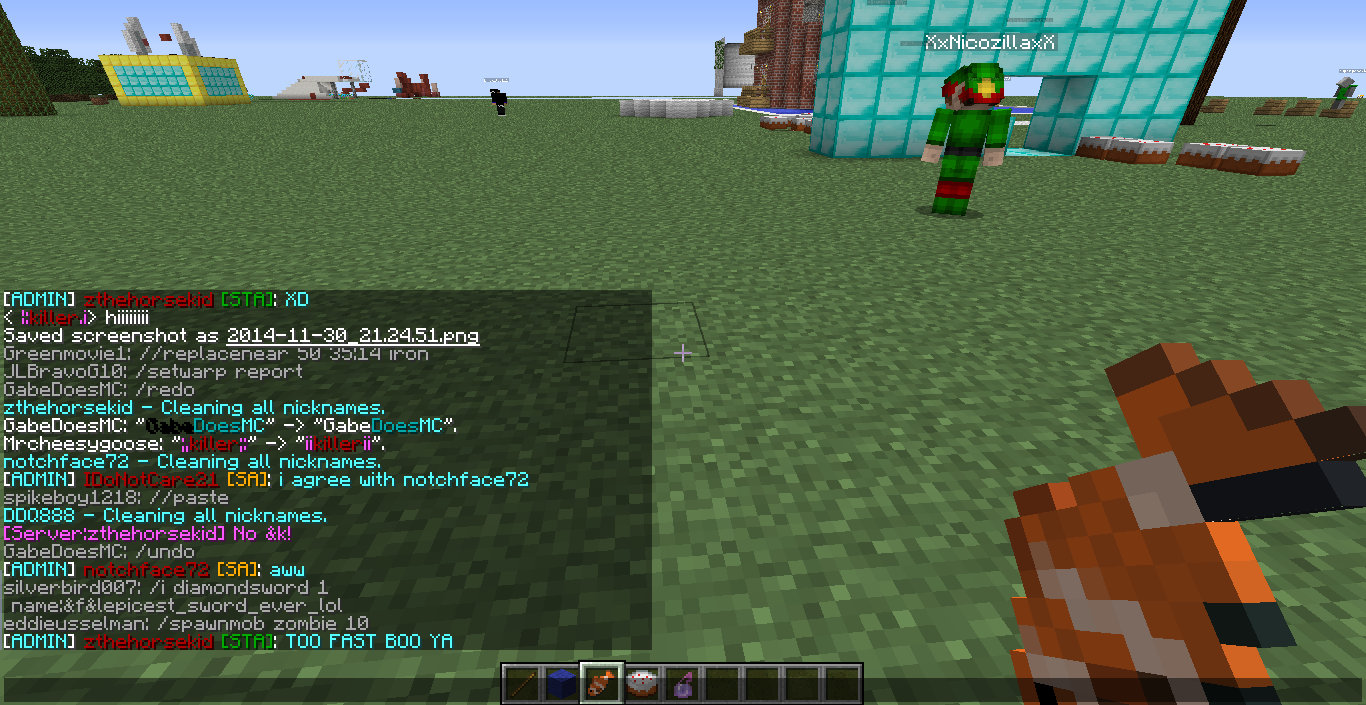 XxNicozillaxX
[ADMIN] zthehorsekid [STA]: XD
hiiiiiii
Saved screenshot as 2014-11-30_21.24.51.png
Greenmovie1: //replacenear 50 35:14 iron
JLBravoG10: /setwarp report
GabeDoesMC: /redo
zthehorsekid - Cleaning all nicknames.
GabeDoesMC: "GabeDoesMC" -> "GabeDoesMC".
Mrcheesygoose: "¡¡killer¡¡" -> "iikillerii".
notchface72 - Cleaning all nicknames.
[ADMIN] IDoNotCare21 [SA]: i agree with notchface72
spikeboy1218: //paste
DDQ888 - Cleaning all nicknames.
[Server:zthehorsekid] No &k!
GabeDoesMC: /undo
[ADMIN] notchface72 [SA]: aww
silverbird007: /i diamondsword 1
name:&f&lepicest_sword_ever_lol
eddieusselman: /spawnmob zombie 10
[ADMIN] zthehorsekid [STA]: TOO FAST BOO YA